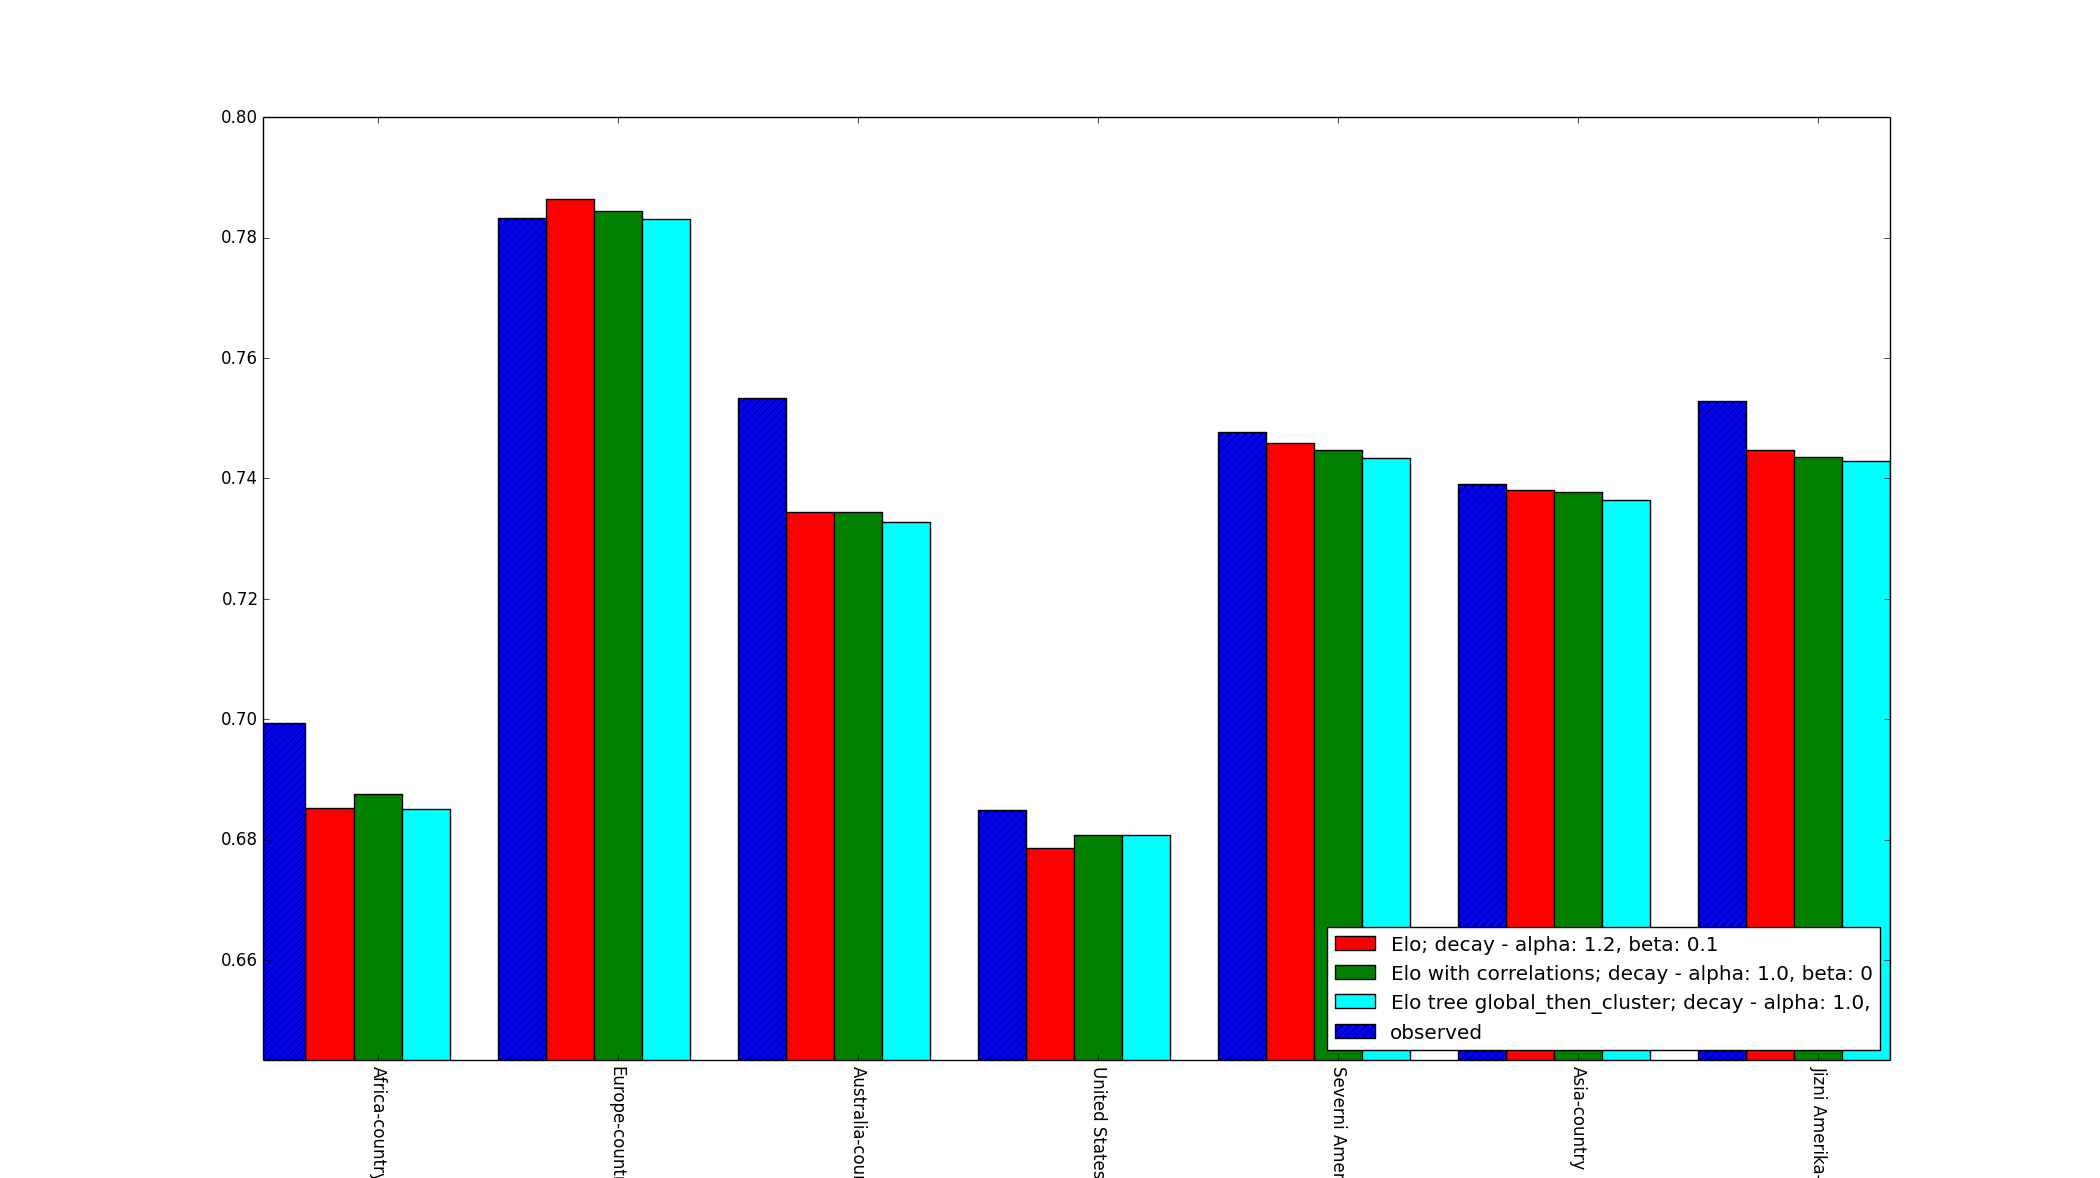 0.80
0.78
0.76
0.74
0.72
0.70
0.68
0.66
Elo; decay - alpha: 1.2, beta: 0.1
Elo with correlations; decay - alpha: 1.0, beta: 0
Elo tree global_then_cluster; decay - alpha: 1.0,
observed
Africa-country
Europe-countr
Australia-cour
United States
Severni Amer
Asia-country
Jizni Amerika-